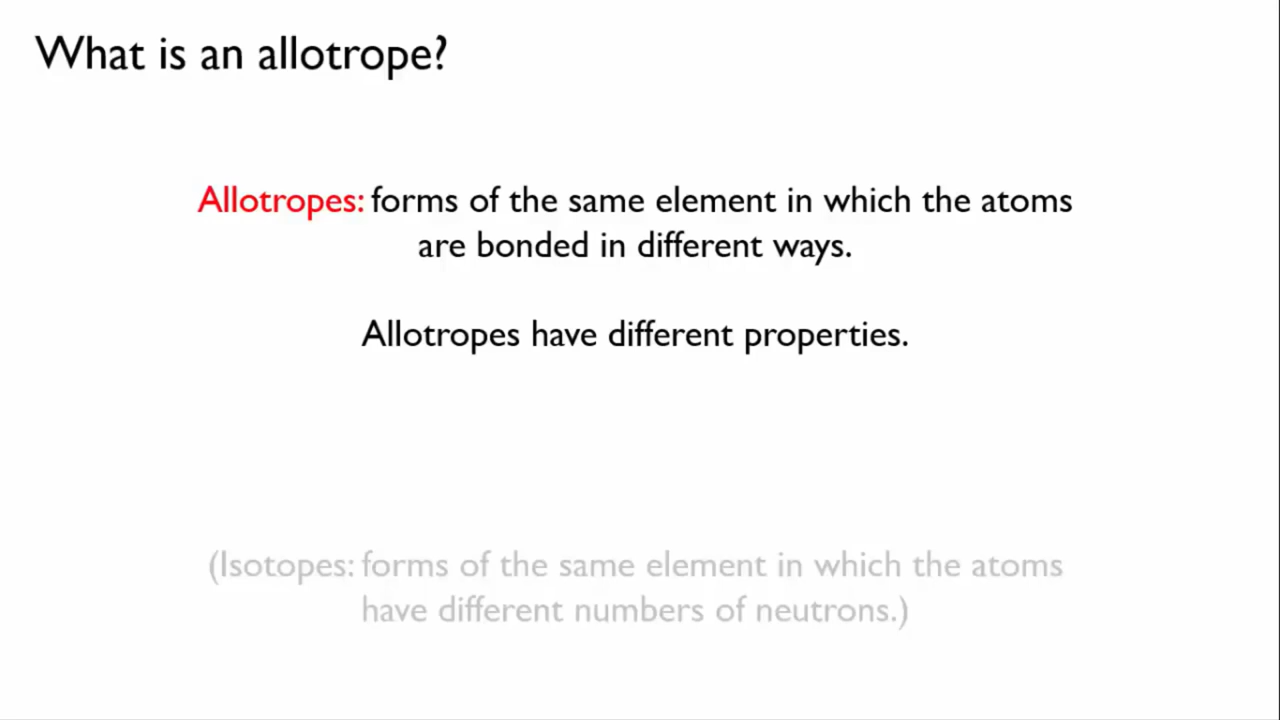 What is an allotrope?
Allotropes: forms of the same element in which the atoms
are bonded in different ways.
Allotropes have different properties.
(Isotopes: forms of the same element in which the atoms
have different numbers of neutrons.)